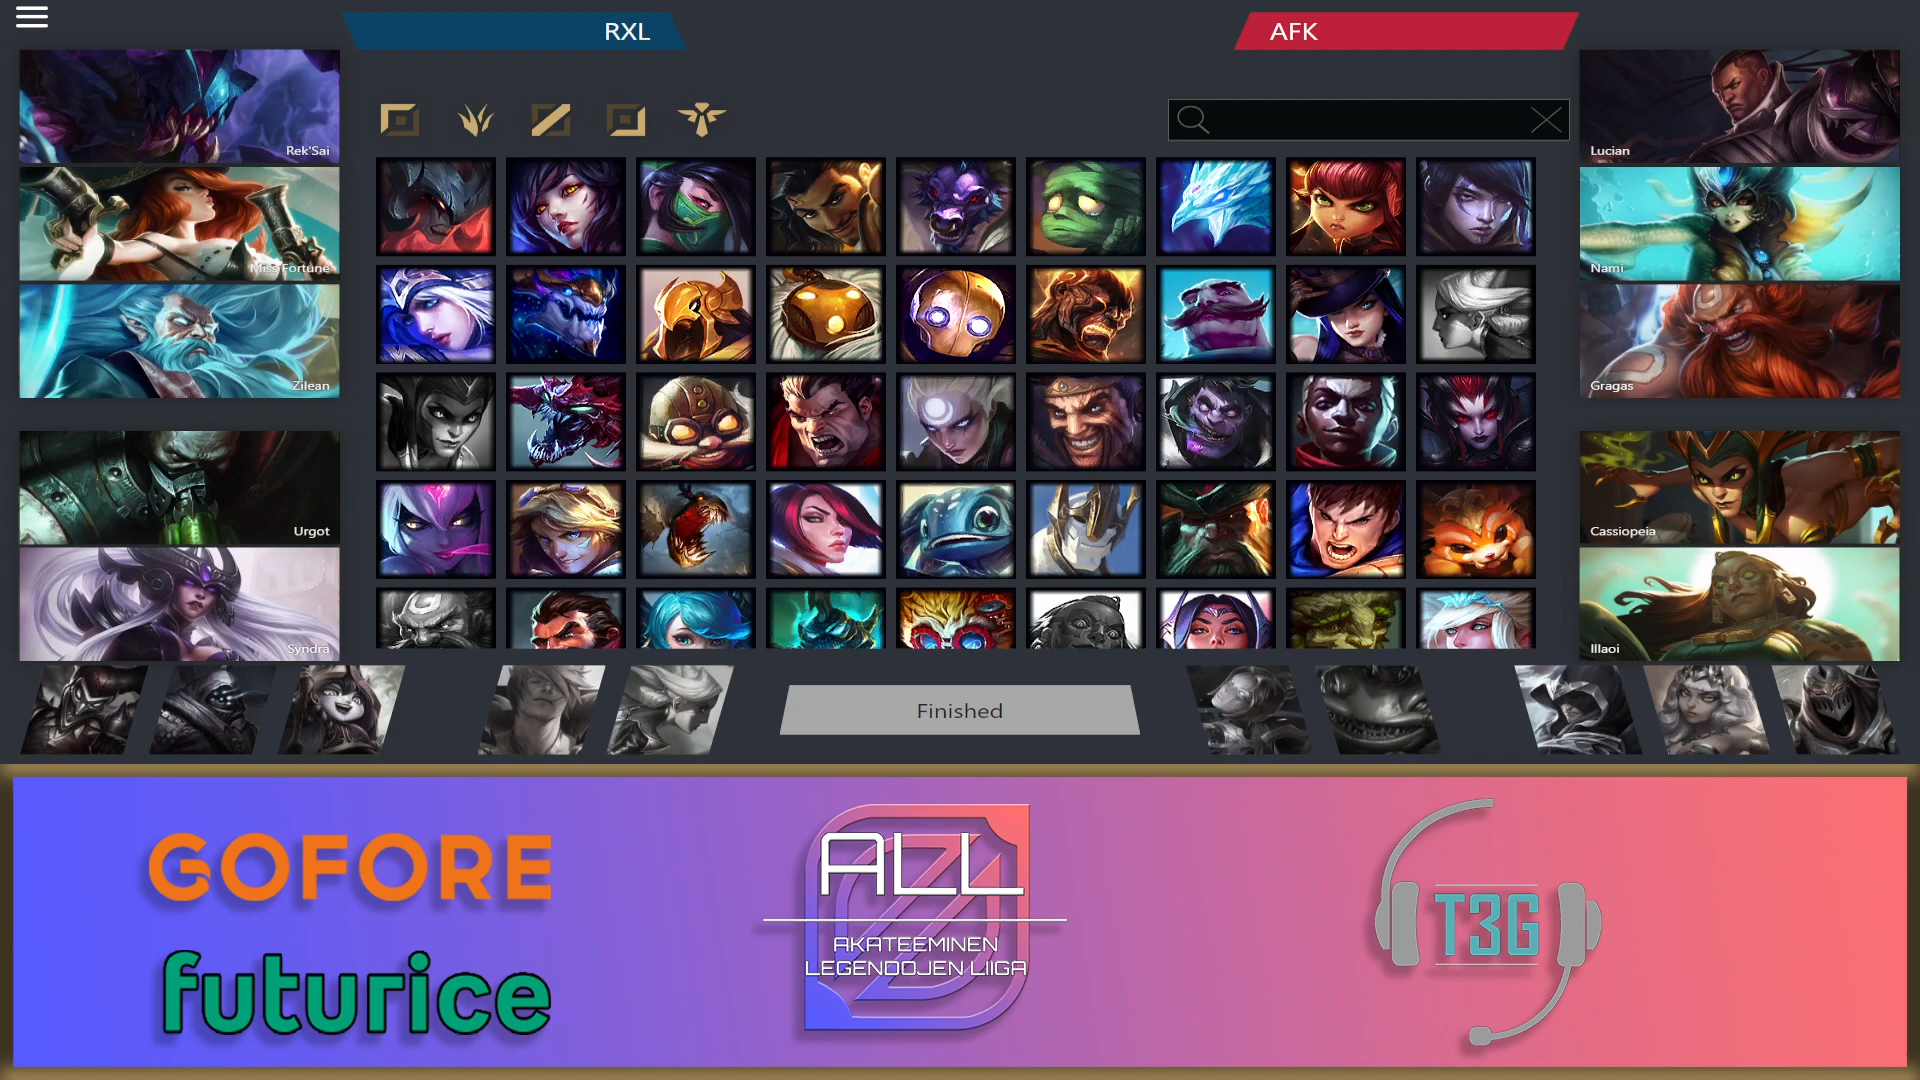 RXL
AFK
Rek'Sai
Miss Fortune
Zilean
Urgot
Syndra
Lucian
Nami
Gragas
Cassiopeia
Illaoi
Finished
GOFORE
futurice
ALL
AKATEEMINEN
LEGENDOJEN LIIGA
T3G